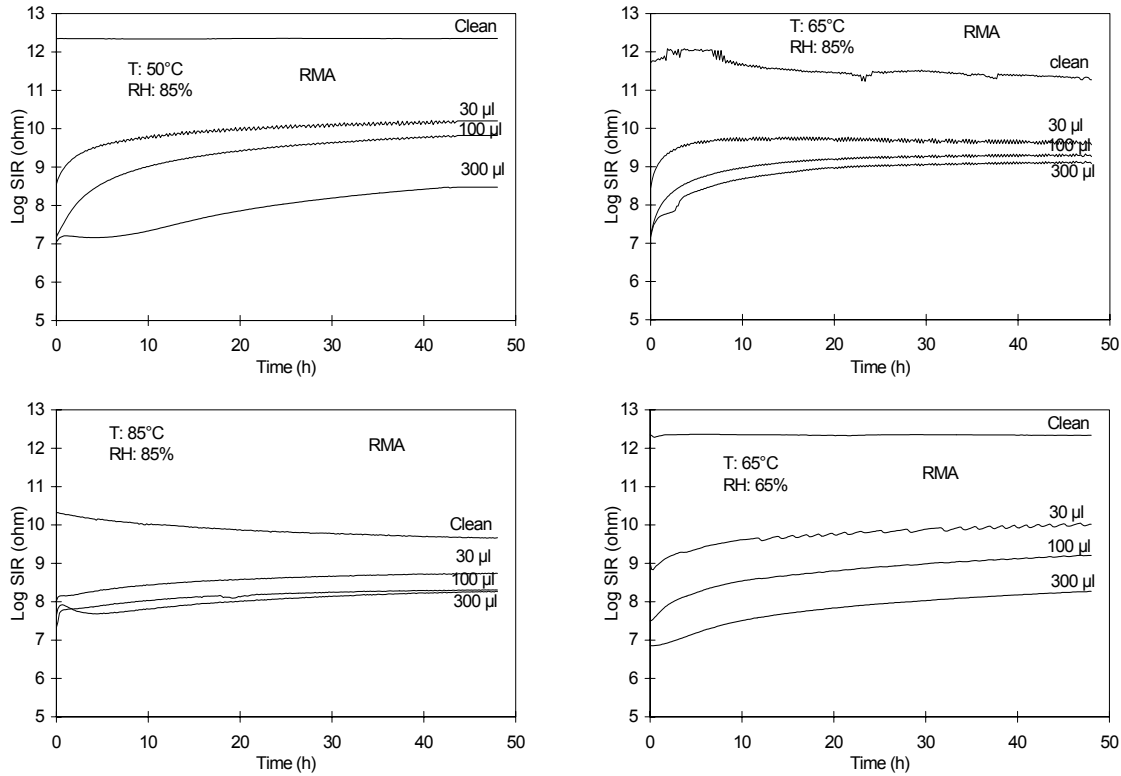 13
12
11
10
9
8
7
6
5
Log SIR (ohm)
T: 50°C
RH: 85%
RMA
Clean
30 µl
100 µl
300 µl
0 10 20 30 40 50
Time (h)
13
12
11
10
9
8
7
6
5
Log SIR (ohm)
T: 65°C
RH: 85%
RMA
clean
30 µl
100 µl
300 µl
0 10 20 30 40 50
Time (h)
13
12
11
10
9
8
7
6
5
Log SIR (ohm)
T: 85°C
RH: 85%
RMA
Clean
30 µl
100 µl
300 µl
0 10 20 30 40 50
Time (h)
13
12
11
10
9
8
7
6
5
Log SIR (ohm)
T: 65°C
RH: 65%
RMA
Clean
30 µl
100 µl
300 µl
0 10 20 30 40 50
Time (h)